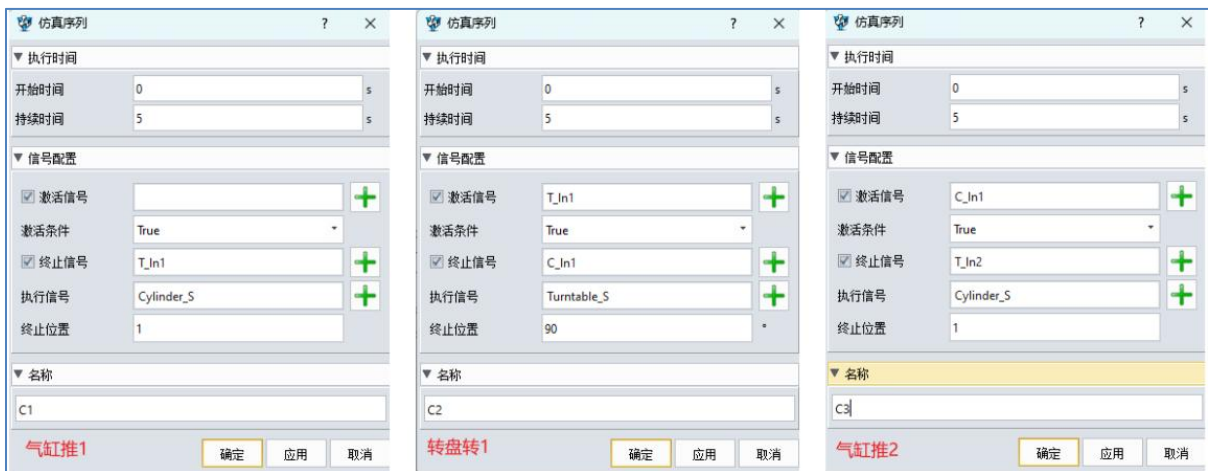 仿真序列 ? ×
▼ 执行时间
开始时间 0 s
持续时间 5 s
▼ 信号配置
激活信号
激活条件 True
终止信号 T_In1
执行信号 Cylinder_S
终止位置 1
▼ 名称
C1
气缸推1 确定 应用 取消
仿真序列 ? ×
▼ 执行时间
开始时间 0 s
持续时间 5 s
▼ 信号配置
激活信号 T_In1
激活条件 True
终止信号 C_In1
执行信号 Turntable_S
终止位置 90 °
▼ 名称
C2
转盘转1 确定 应用 取消
仿真序列 ? ×
▼ 执行时间
开始时间 0 s
持续时间 5 s
▼ 信号配置
激活信号 C_In1
激活条件 True
终止信号 T_In2
执行信号 Cylinder_S
终止位置 1
▼ 名称
C3
气缸推2 确定 应用 取消